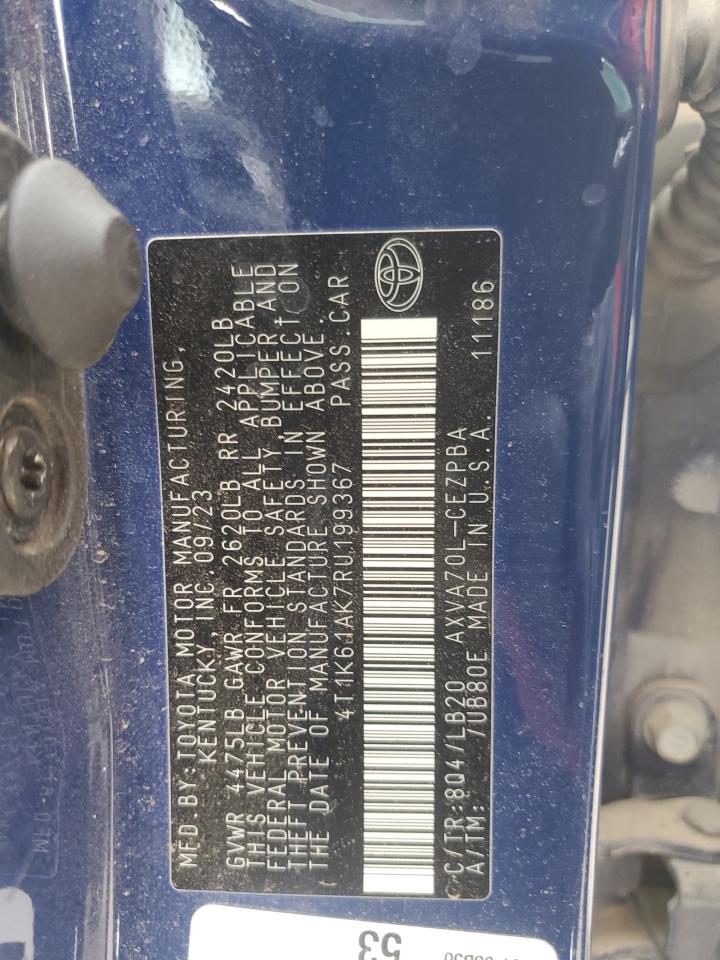 MFD BY: TOYOTA MOTOR MANUFACTURING,
KENTUCKY, INC. 09/23
GVWR 4475LB GAWR FR 2620LB RR 2420LB
THIS VEHICLE CONFORMS TO ALL APPLICABLE
FEDERAL MOTOR VEHICLE SAFETY, BUMPER AND
THEFT PREVENTION STANDARDS IN EFFECT ON
THE DATE OF MANUFACTURE SHOWN ABOVE.
4T1K61AK7RU199367 PASS.CAR
C/TR:8Q4/LB20 AXVA70L-CEZPBA
A/TM: 7UB80E MADE IN U.S.A. 11186
53